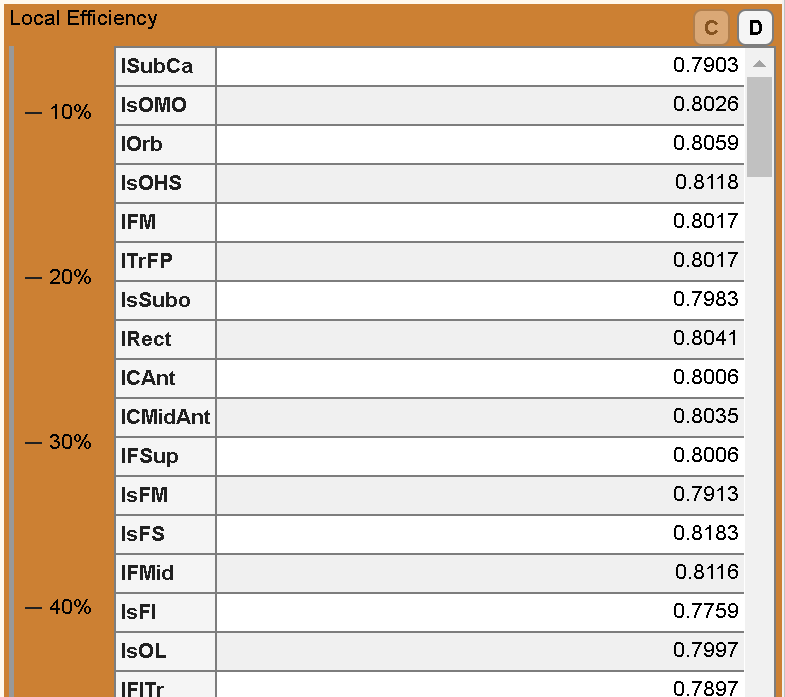 Local Efficiency
C D
lSubCa 0.7903
lsOMO 0.8026
— 10%
lOrb 0.8059
lsOHS 0.8118
lFM 0.8017
lTrFP 0.8017
— 20%
lsSubo 0.7983
lRect 0.8041
lCAnt 0.8006
lCMidAnt 0.8035
— 30%
lFSup 0.8006
lsFM 0.7913
lsFS 0.8183
lFMid 0.8116
— 40%
lsFI 0.7759
lsOL 0.7997
lFITr 0.7897